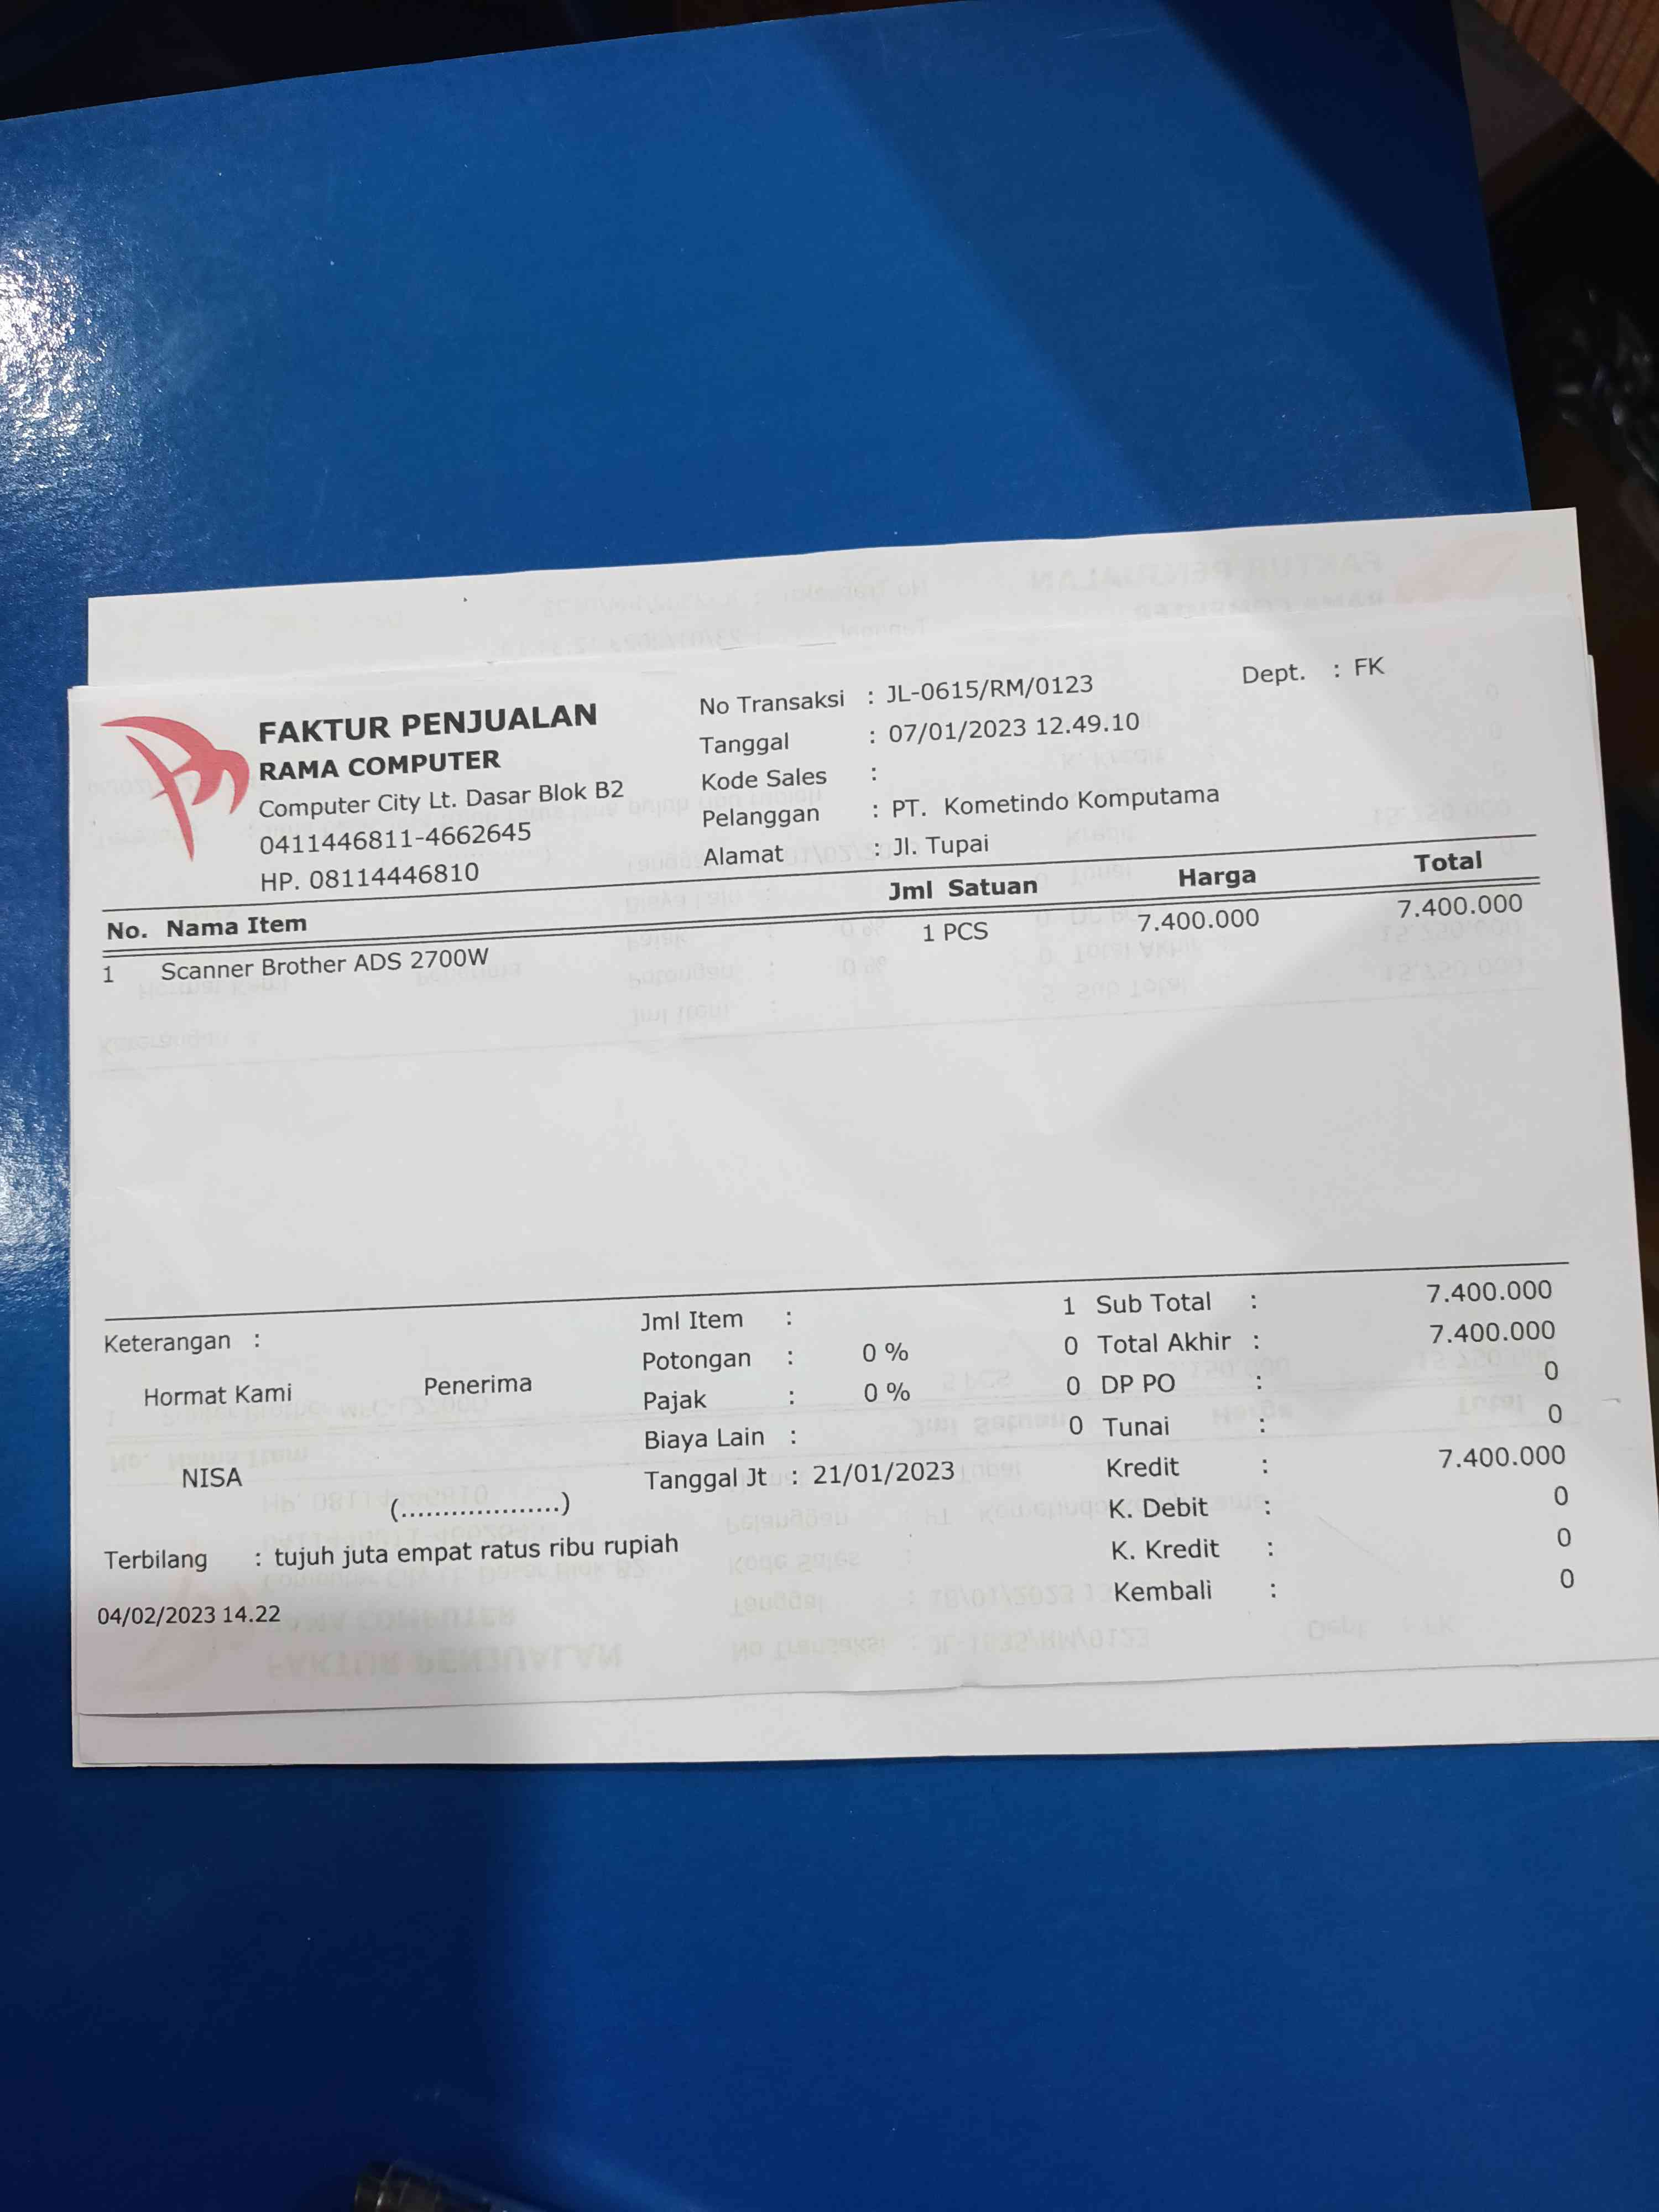 FAKTUR PENJUALAN
RAMA COMPUTER
Computer City Lt. Dasar Blok B2
0411446811-4662645
HP. 08114446810
No Transaksi : JL-0615/RM/0123
Tanggal : 07/01/2023 12.49.10
Kode Sales :
Pelanggan : PT. Kometindo Komputama
Alamat : Jl. Tupai
Dept. : FK
No. Nama Item Jml Satuan Harga Total
1 Scanner Brother ADS 2700W 1 PCS 7.400.000 7.400.000
Keterangan :
Hormat Kami Penerima
NISA
(...................)
Jml Item : 1
Potongan : 0 % 0
Pajak : 0 % 0
Biaya Lain : 0
Tanggal Jt : 21/01/2023
Sub Total : 7.400.000
Total Akhir : 7.400.000
DP PO : 0
Tunai : 0
Kredit : 7.400.000
K. Debit : 0
K. Kredit : 0
Kembali : 0
Terbilang : tujuh juta empat ratus ribu rupiah
04/02/2023 14.22